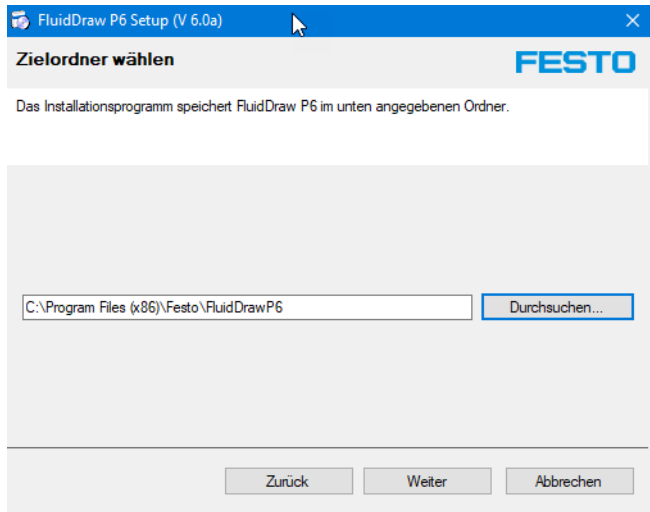 FluidDraw P6 Setup (V 6.0a)
Zielordner wählen
FESTO
Das Installationsprogramm speichert FluidDraw P6 im unten angegebenen Ordner.
C:\Program Files (x86)\Festo\FluidDrawP6
Durchsuchen...
Zurück
Weiter
Abbrechen